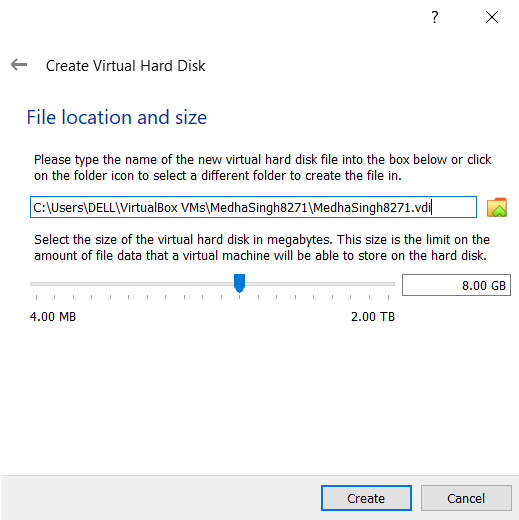 ?
Create Virtual Hard Disk
File location and size
Please type the name of the new virtual hard disk file into the box below or click
on the folder icon to select a different folder to create the file in.
C:\Users\DELL\VirtualBox VMs\MedhaSingh8271\MedhaSingh8271.vdi
Select the size of the virtual hard disk in megabytes. This size is the limit on the
amount of file data that a virtual machine will be able to store on the hard disk.
8.00 GB
4.00 MB 2.00 TB
Create Cancel